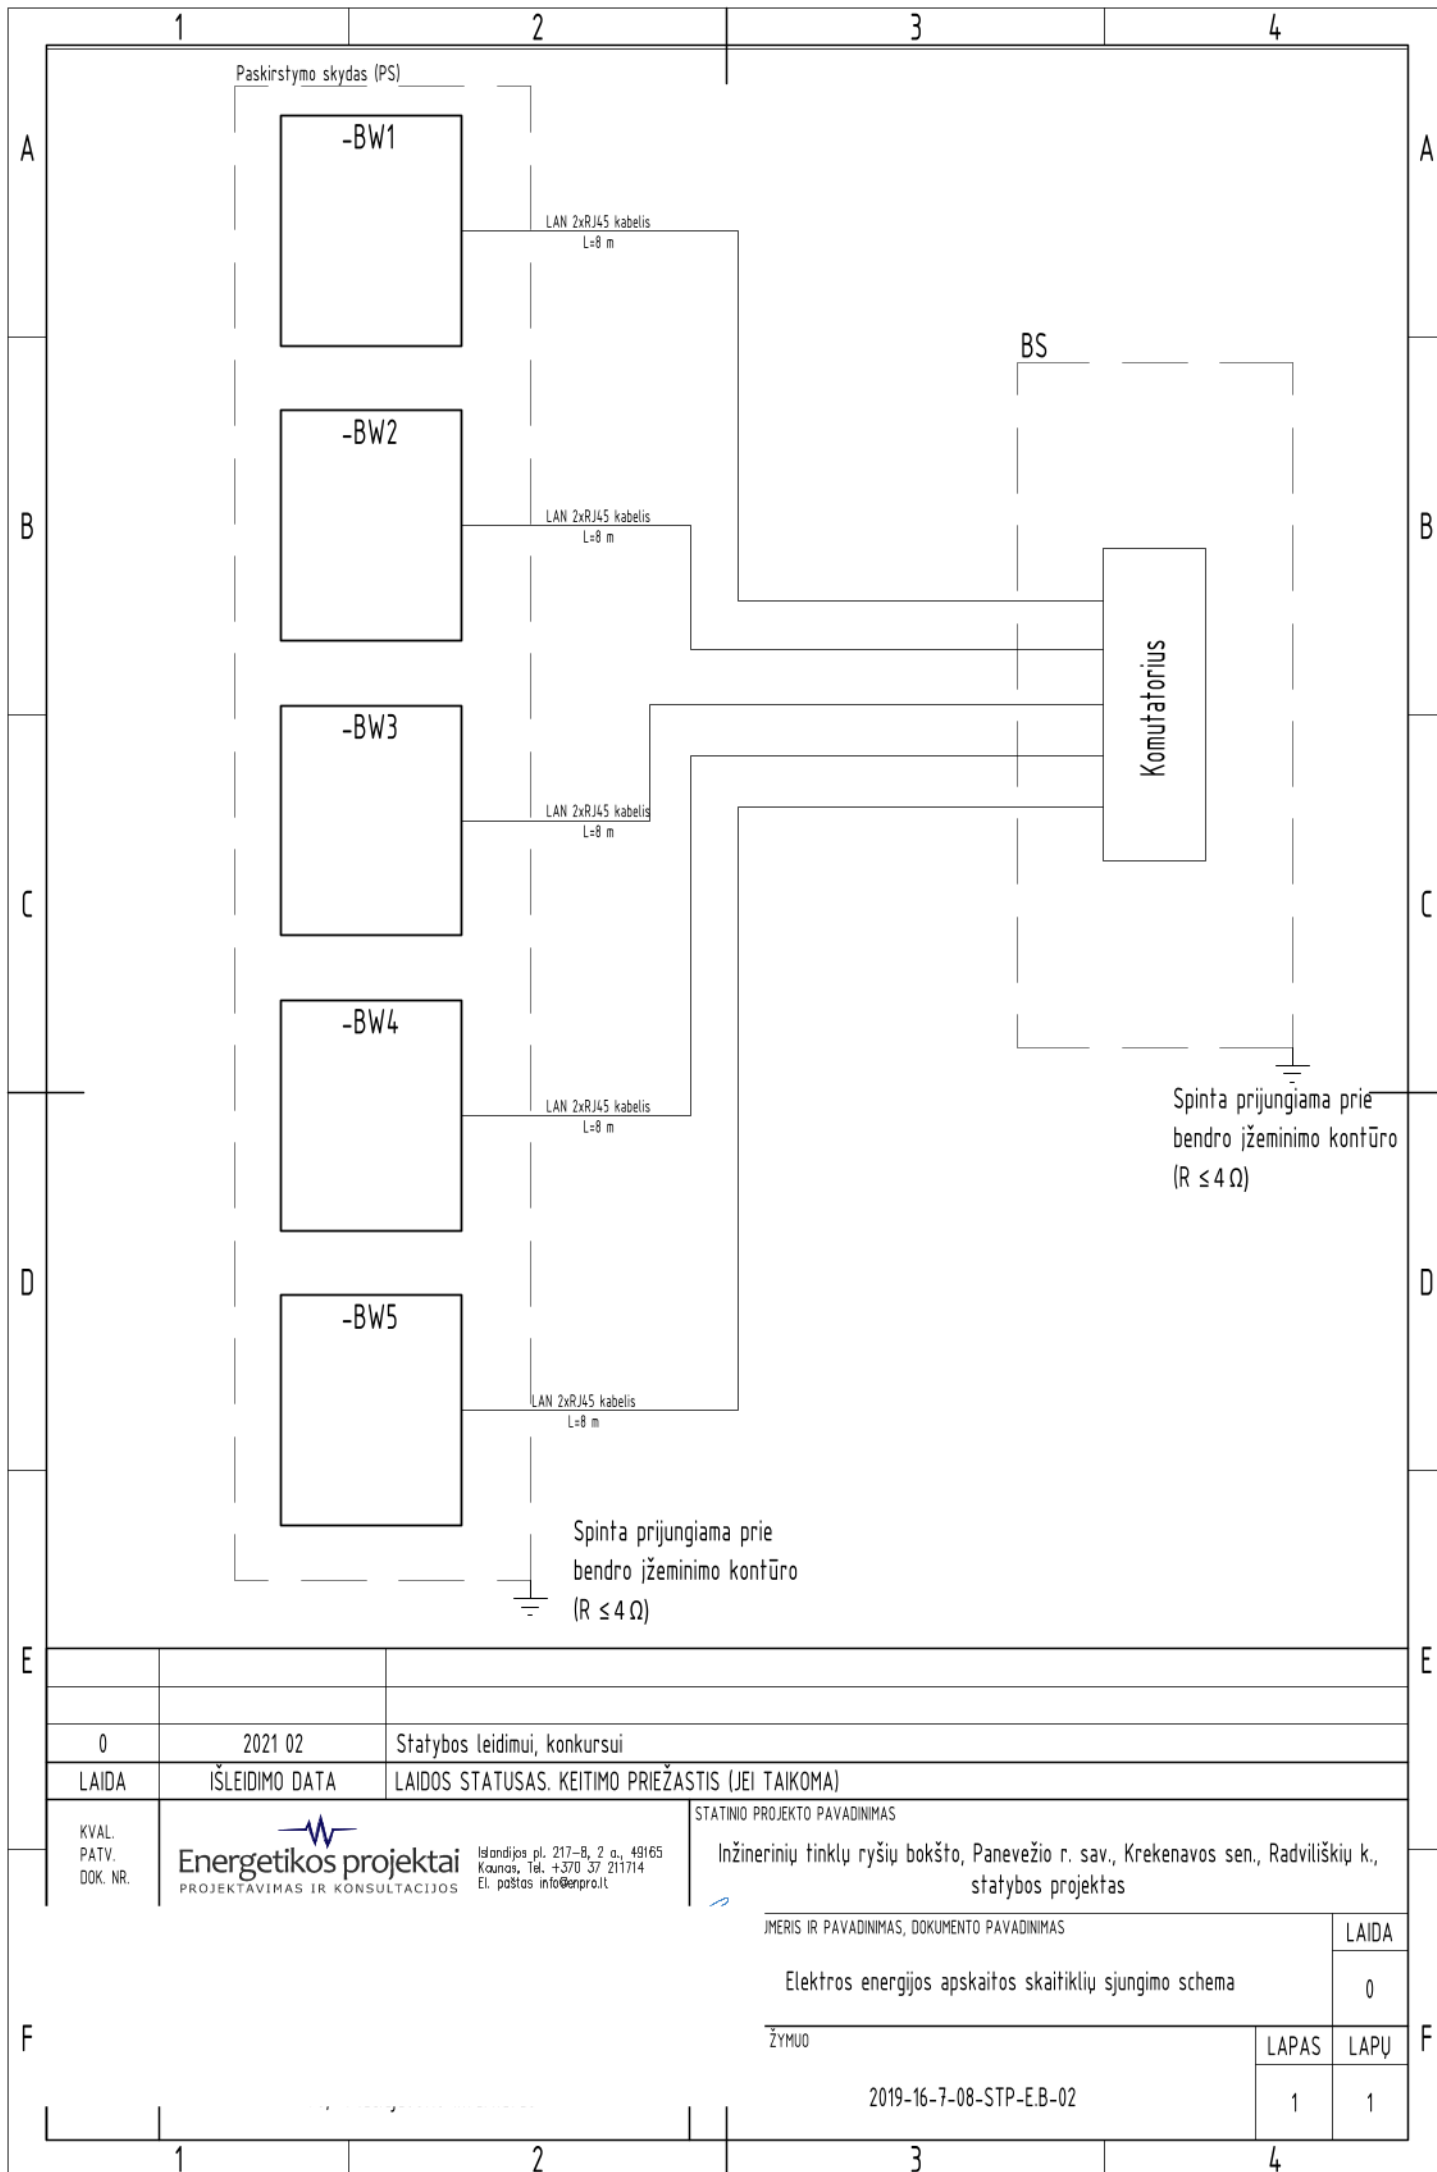 1 2 3 4
Paskirstymo skydas (PS)
A A
-BW1
LAN 2xRJ45 kabelis
L=8 m
BS
-BW2
B B
LAN 2xRJ45 kabelis
L=8 m
Komutatorius
-BW3
LAN 2xRJ45 kabelis
L=8 m
C C
-BW4
LAN 2xRJ45 kabelis
L=8 m
Spinta prijungiama prie
bendro įžeminimo kontūro
(R ≤ 4 Ω)
D D
-BW5
LAN 2xRJ45 kabelis
L=8 m
Spinta prijungiama prie
bendro įžeminimo kontūro
(R ≤ 4 Ω)
E E
0 2021 02 Statybos leidimui, konkursui
LAIDA IŠLEIDIMO DATA LAIDOS STATUSAS. KEITIMO PRIEŽASTIS (JEI TAIKOMA)
KVAL.
PATV.
DOK. NR.
Energetikos projektai
PROJEKTAVIMAS IR KONSULTACIJOS
Islandijos pl. 217-B, 2 a., 49165
Kaunas, Tel. +370 37 211714
El. paštas info@enpro.lt
STATINIO PROJEKTO PAVADINIMAS
Inžinerinių tinklų ryšių bokšto, Panevėžio r. sav., Krekenavos sen., Radviliškių k.,
statybos projektas
UMERIS IR PAVADINIMAS, DOKUMENTO PAVADINIMAS
LAIDA
Elektros energijos apskaitos skaitiklių sjungimo schema
0
F F
ŽYMUO
LAPAS LAPŲ
2019-16-7-08-STP-E.B-02
1 1
1 2 3 4